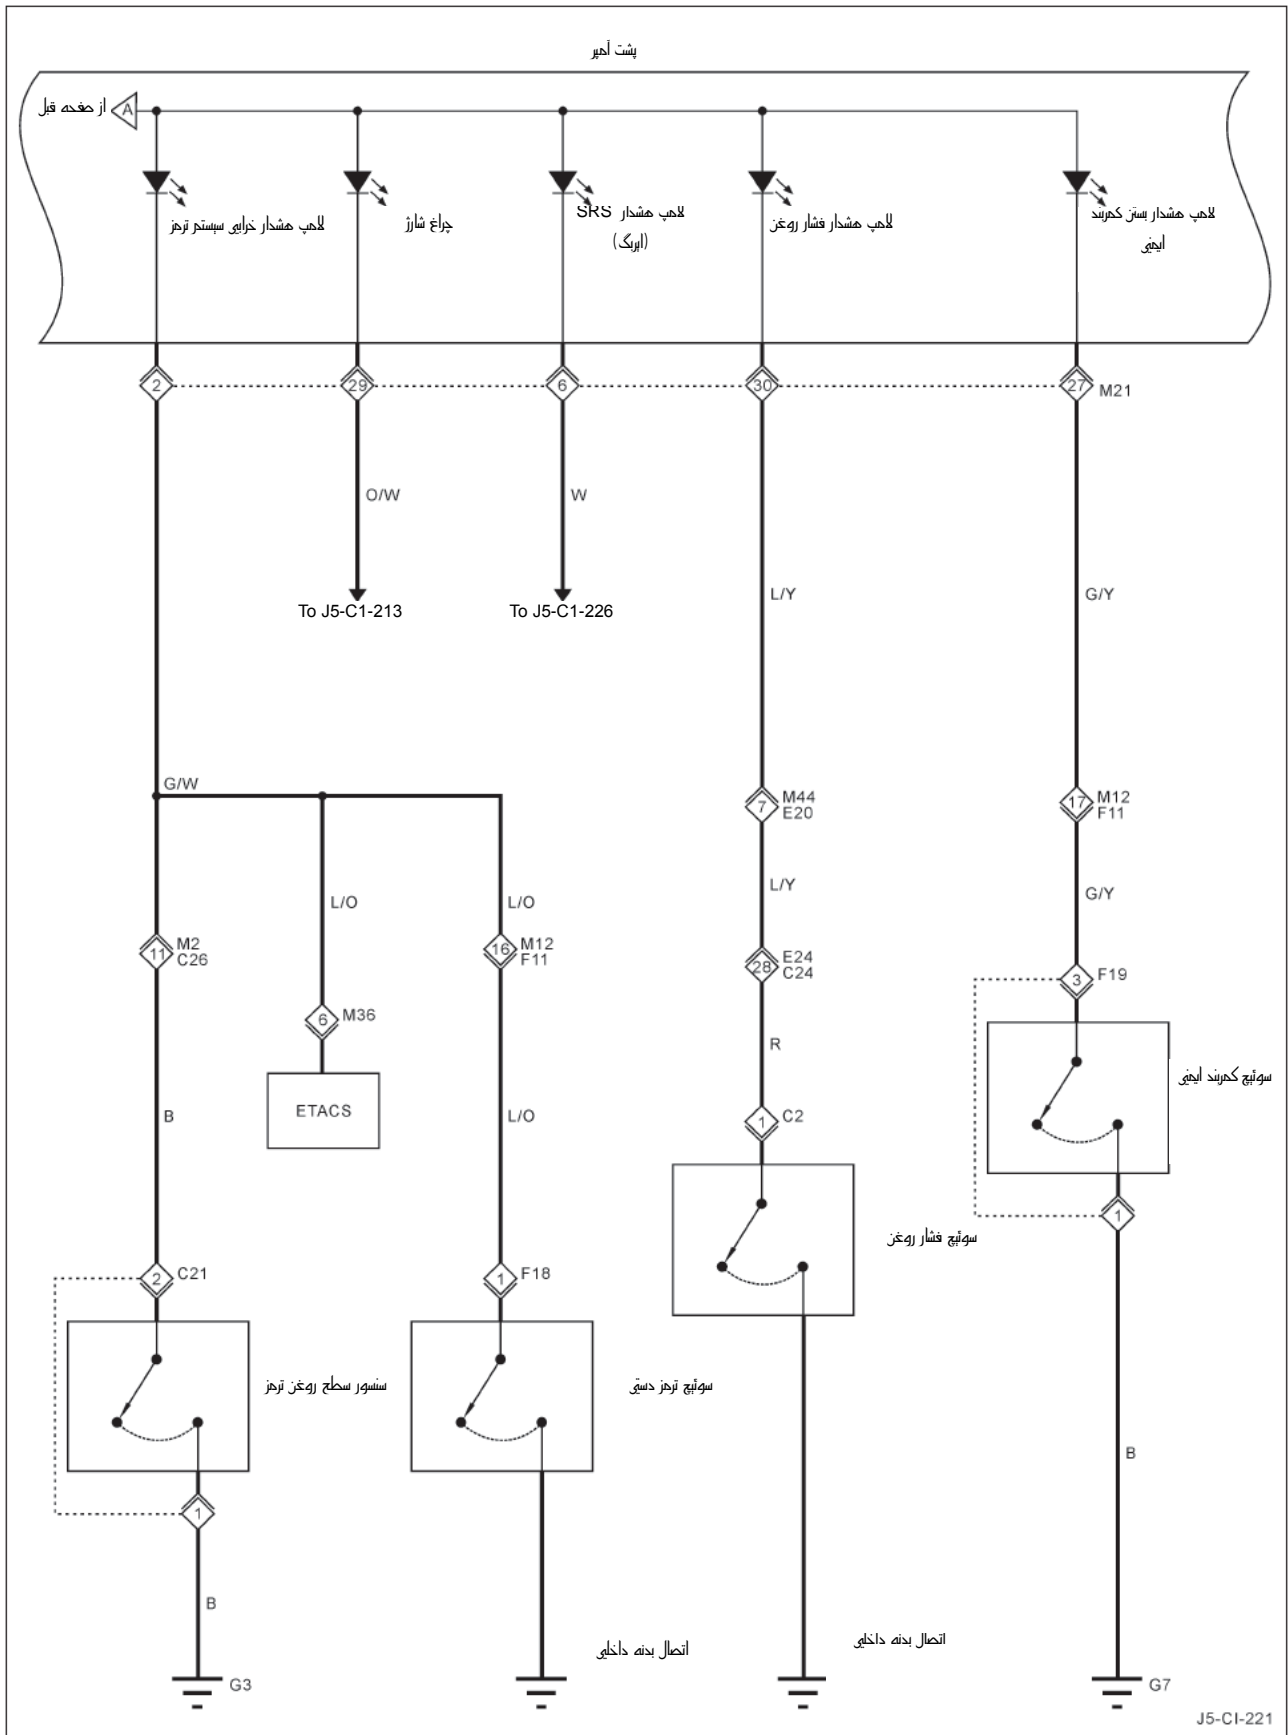 پشت آمپر
از صفحه قبل
A
لامپ هشدار خرابی سیستم ترمز
چراغ شارژ
لامپ هشدار SRS
(ایربگ)
لامپ هشدار فشار روغن
لامپ هشدار بستن کمربند
ایمنی
2
29
6
30
27
M21
O/W
W
L/Y
G/Y
To J5-C1-213
To J5-C1-226
G/W
7
M44
E20
17
M12
F11
L/O
L/O
L/Y
G/Y
11
M2
C26
16
M12
F11
28
E24
C24
3
F19
6
M36
R
ETACS
سوئیچ کمربند ایمنی
B
L/O
1
C2
1
سوئیچ فشار روغن
2
C21
1
F18
سنسور سطح روغن ترمز
سوئیچ ترمز دستی
B
1
B
اتصال بدنه داخلی
اتصال بدنه داخلی
G3
G7
J5-CI-221